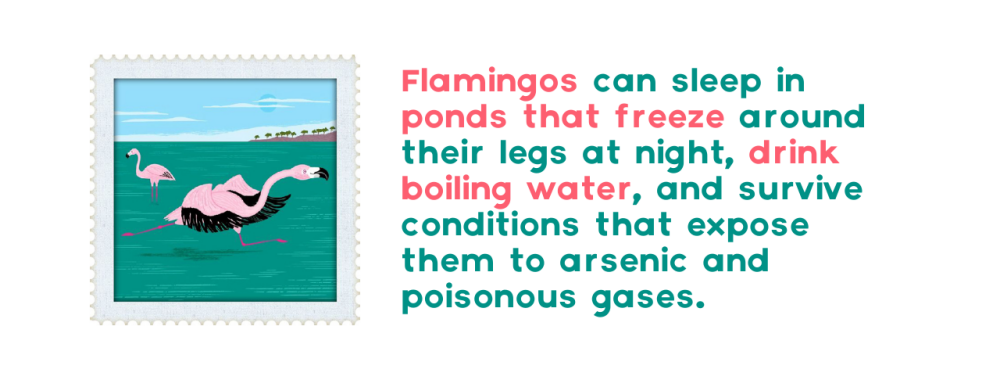 Flamingos can sleep in
ponds that freeze around
their legs at night, drink
boiling water, and survive
conditions that expose
them to arsenic and
poisonous gases.